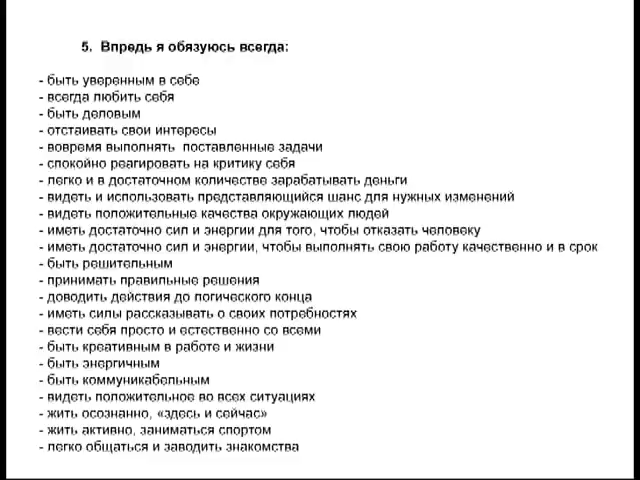 5. Впредь я обязуюсь всегда:
- быть уверенным в себе
- всегда любить себя
- быть деловым
- отстаивать свои интересы
- вовремя выполнять поставленные задачи
- спокойно реагировать на критику себя
- легко и в достаточном количестве зарабатывать деньги
- видеть и использовать представляющийся шанс для нужных изменений
- видеть положительные качества окружающих людей
- иметь достаточно сил и энергии для того, чтобы отказать человеку
- иметь достаточно сил и энергии, чтобы выполнять свою работу качественно и в срок
- быть решительным
- принимать правильные решения
- доводить действия до логического конца
- иметь силы рассказывать о своих потребностях
- вести себя просто и естественно со всеми
- быть креативным в работе и жизни
- быть энергичным
- быть коммуникабельным
- видеть положительное во всех ситуациях
- жить осознанно, «здесь и сейчас»
- жить активно, заниматься спортом
- легко общаться и заводить знакомства